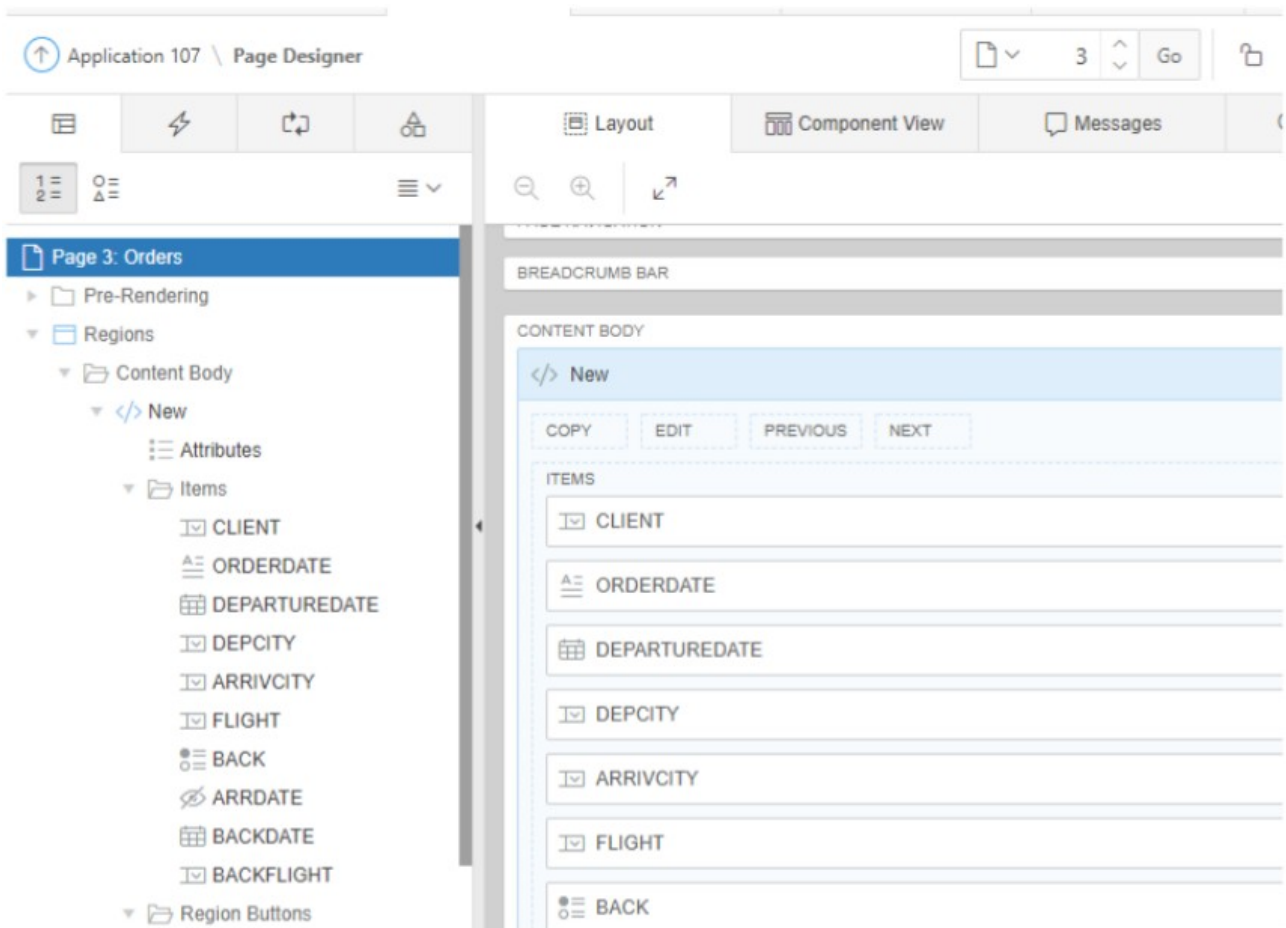 Application 107 \ Page Designer
3
Go
Layout
Component View
Messages
1
2
Page 3: Orders
Pre-Rendering
Regions
Content Body
</> New
Attributes
Items
CLIENT
ORDERDATE
DEPARTUREDATE
DEPCITY
ARRIVCITY
FLIGHT
BACK
ARRDATE
BACKDATE
BACKFLIGHT
Region Buttons
BREADCRUMB BAR
CONTENT BODY
</> New
COPY EDIT PREVIOUS NEXT
ITEMS
CLIENT
ORDERDATE
DEPARTUREDATE
DEPCITY
ARRIVCITY
FLIGHT
BACK